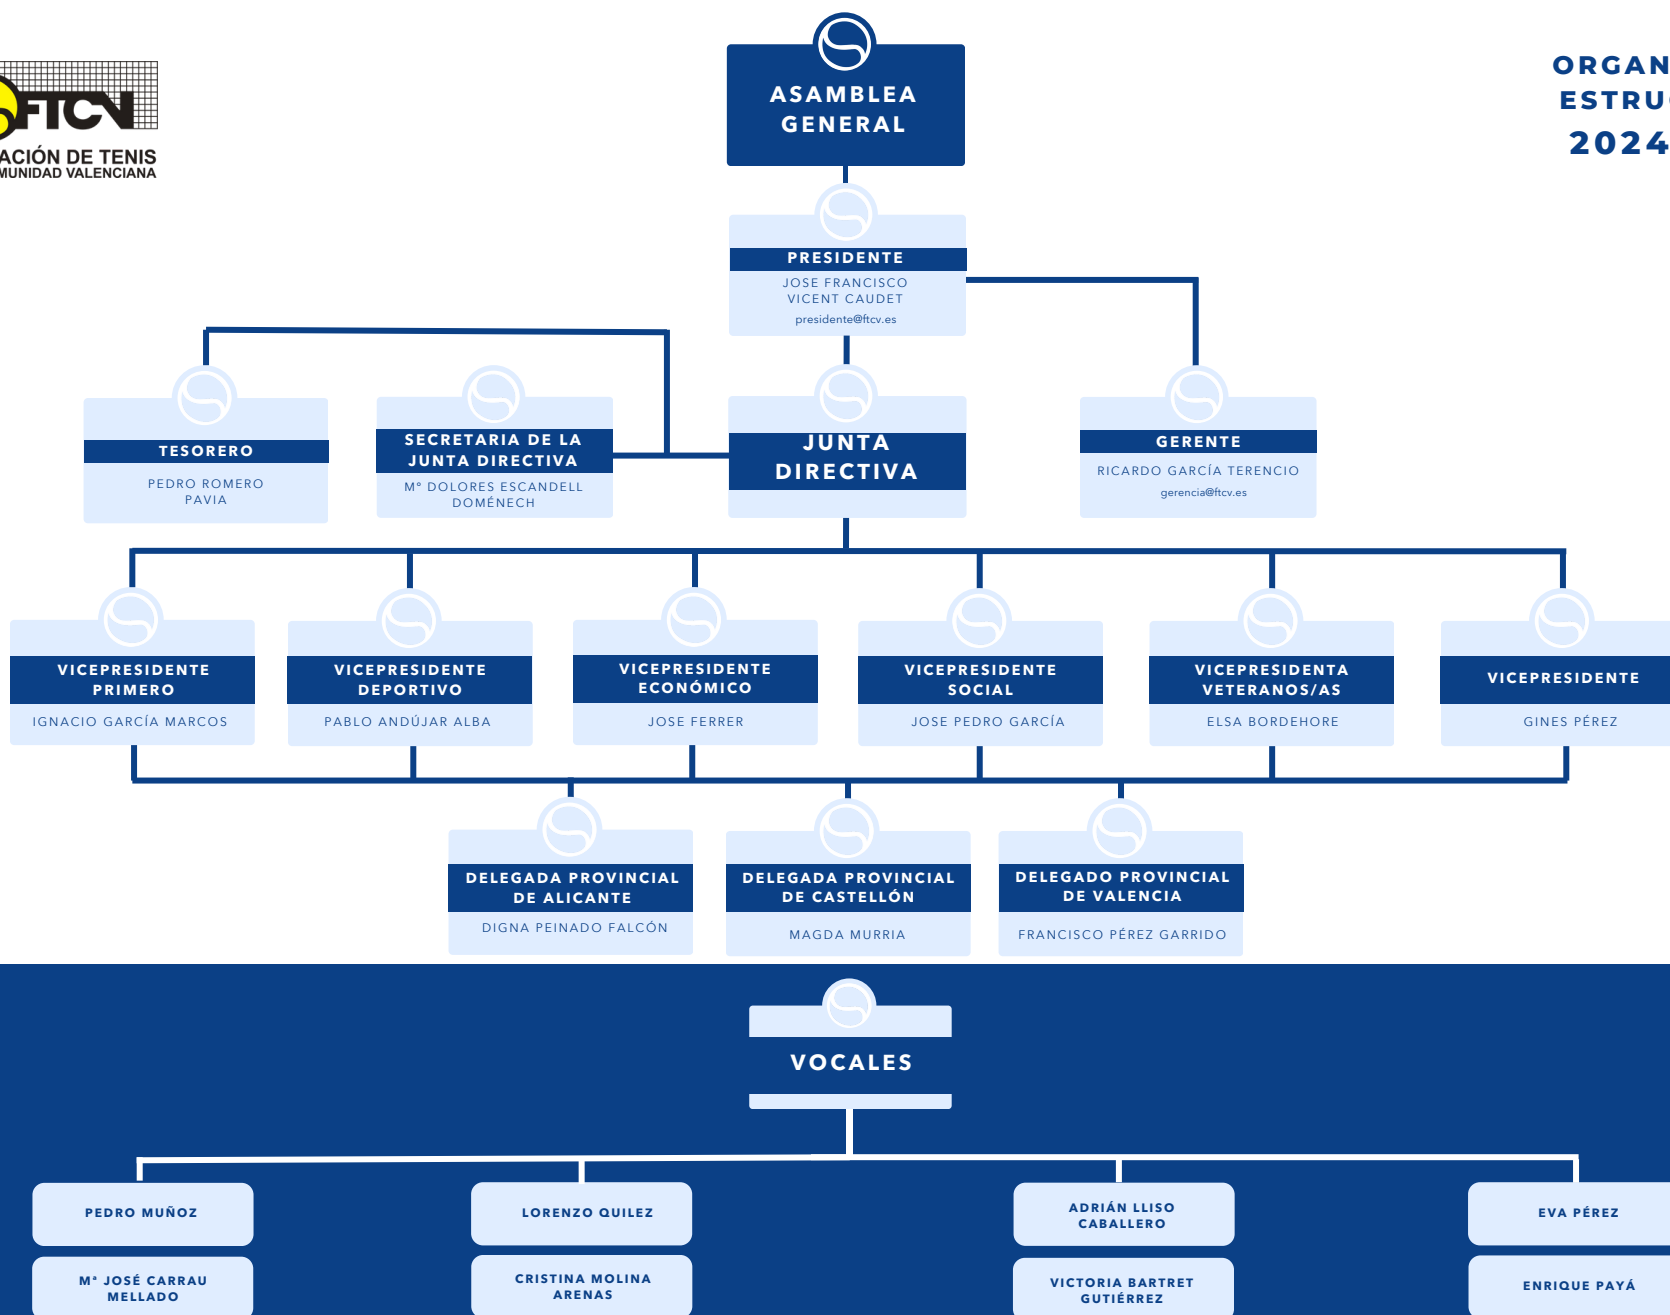 FTCV
ACIÓN DE TENIS
MUNIDAD VALENCIANA
ORGAN
ESTRU
2024
ASAMBLEA
GENERAL
PRESIDENTE
JOSE FRANCISCO
VICENT CAUDET
presidente@ftcv.es
TESORERO
PEDRO ROMERO
PAVIA
SECRETARIA DE LA
JUNTA DIRECTIVA
Mº DOLORES ESCANDELL
DOMÉNECH
JUNTA
DIRECTIVA
GERENTE
RICARDO GARCÍA TERENCIO
gerencia@ftcv.es
VICEPRESIDENTE
PRIMERO
IGNACIO GARCÍA MARCOS
VICEPRESIDENTE
DEPORTIVO
PABLO ANDÚJAR ALBA
VICEPRESIDENTE
ECONÓMICO
JOSE FERRER
VICEPRESIDENTE
SOCIAL
JOSE PEDRO GARCÍA
VICEPRESIDENTA
VETERANOS/AS
ELSA BORDEHORE
VICEPRESIDENTE
GINES PÉREZ
DELEGADA PROVINCIAL
DE ALICANTE
DIGNA PEINADO FALCÓN
DELEGADA PROVINCIAL
DE CASTELLÓN
MAGDA MURRIA
DELEGADO PROVINCIAL
DE VALENCIA
FRANCISCO PÉREZ GARRIDO
VOCALES
PEDRO MUÑOZ
LORENZO QUILEZ
ADRIÁN LLISO
CABALLERO
EVA PÉREZ
Mª JOSÉ CARRAU
MELLADO
CRISTINA MOLINA
ARENAS
VICTORIA BARTRET
GUTIÉRREZ
ENRIQUE PAYÁ